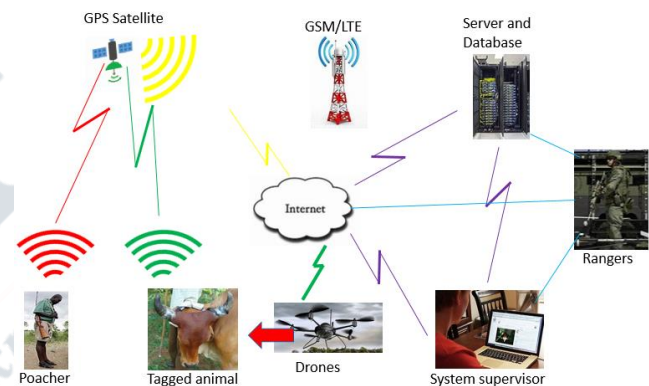 GPS Satellite
GSM/LTE
Server and
Database
Internet
Rangers
Poacher
Tagged animal
Drones
System supervisor